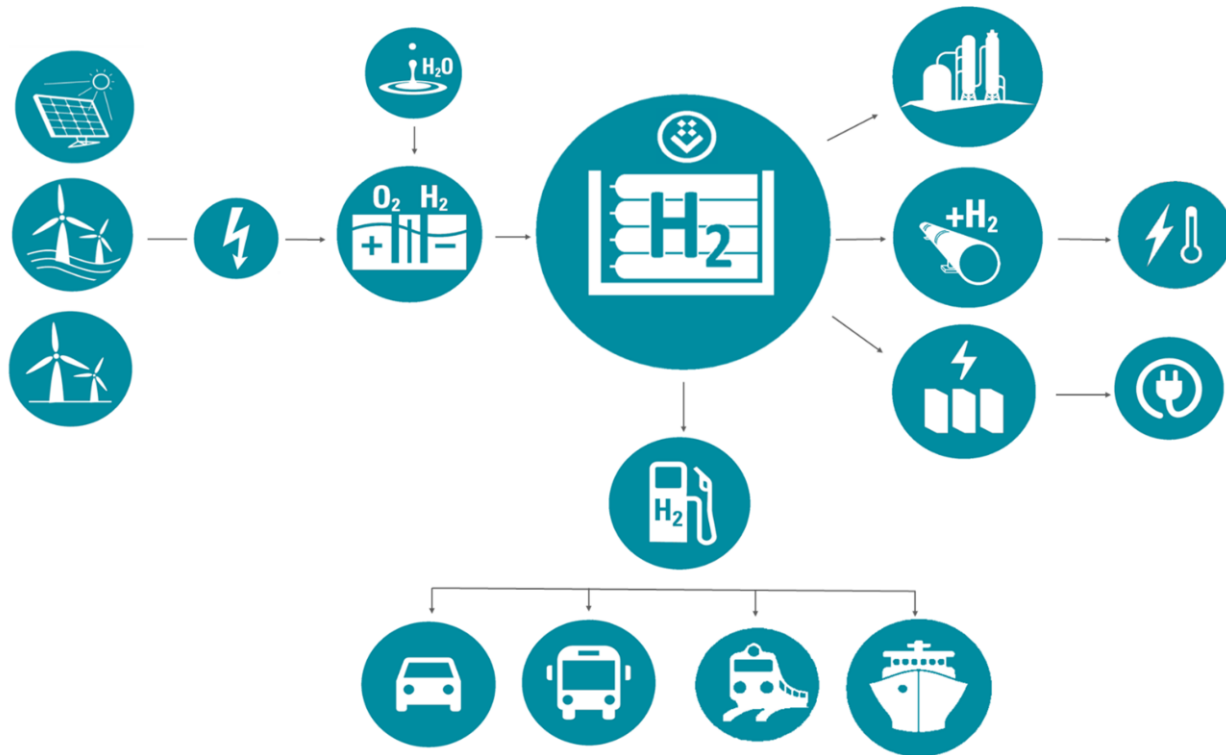 H₂O
O₂ H₂
+ −
H₂
+H₂
H₂